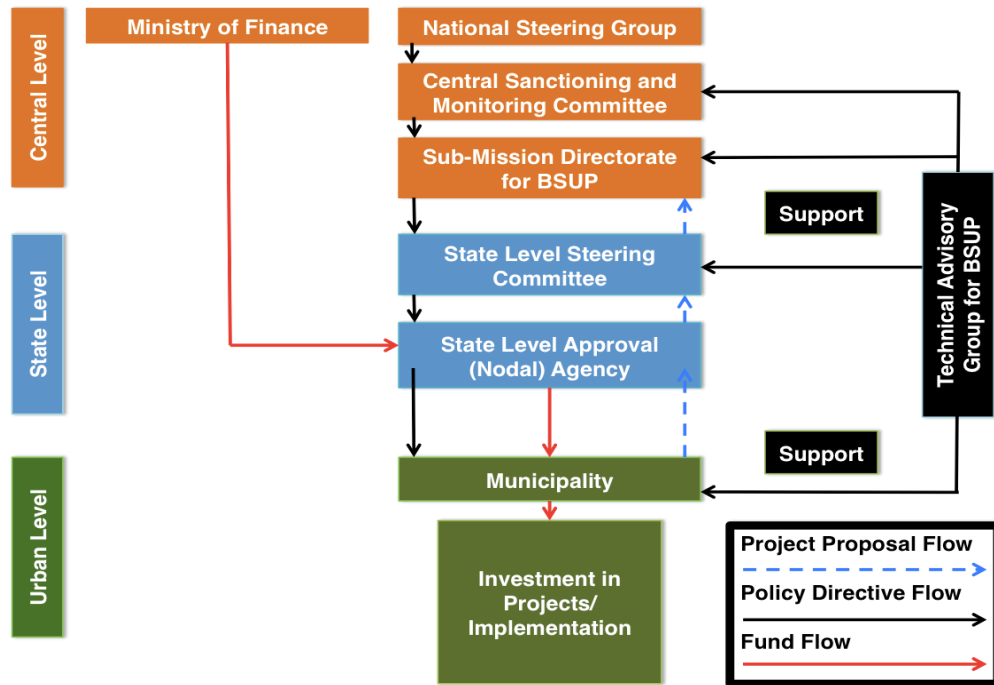 Ministry of Finance
National Steering Group
Central Level
Central Sanctioning and
Monitoring Committee
Sub-Mission Directorate
for BSUP
Support
Technical Advisory
Group for BSUP
State Level
State Level Steering
Committee
State Level Approval
(Nodal) Agency
Support
Urban Level
Municipality
Investment in
Projects/
Implementation
Project Proposal Flow
Policy Directive Flow
Fund Flow